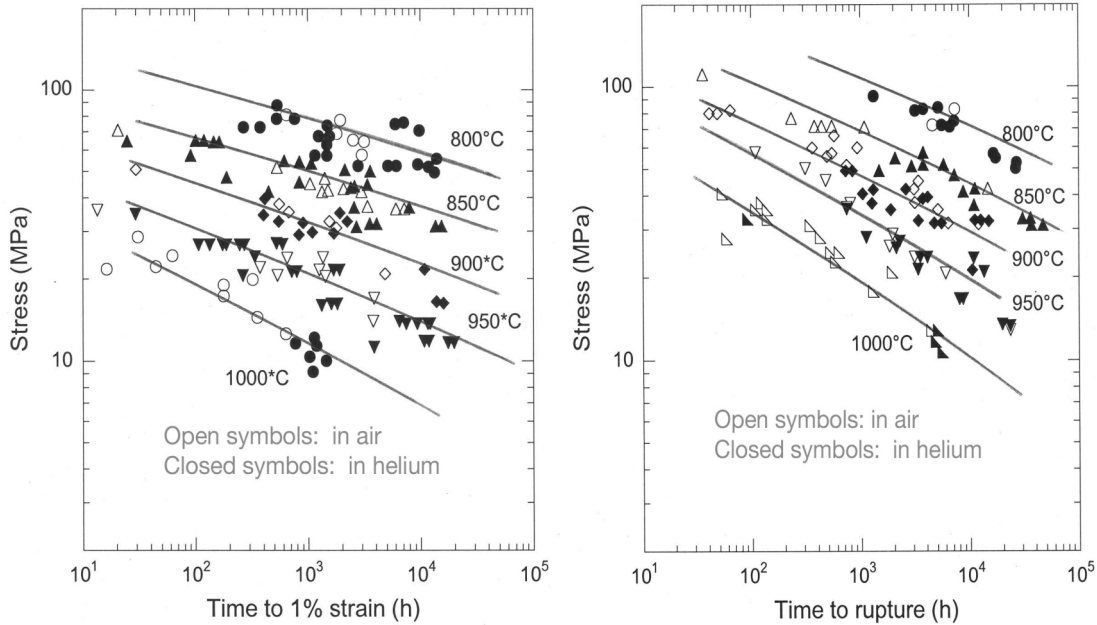 Stress (MPa)
100
10
800°C
850°C
900*C
950*C
1000*C
Open symbols: in air
Closed symbols: in helium
10¹ 10² 10³ 10⁴ 10⁵
Time to 1% strain (h)
Stress (MPa)
100
10
800°C
850°C
900°C
950°C
1000°C
Open symbols: in air
Closed symbols: in helium
10¹ 10² 10³ 10⁴ 10⁵
Time to rupture (h)